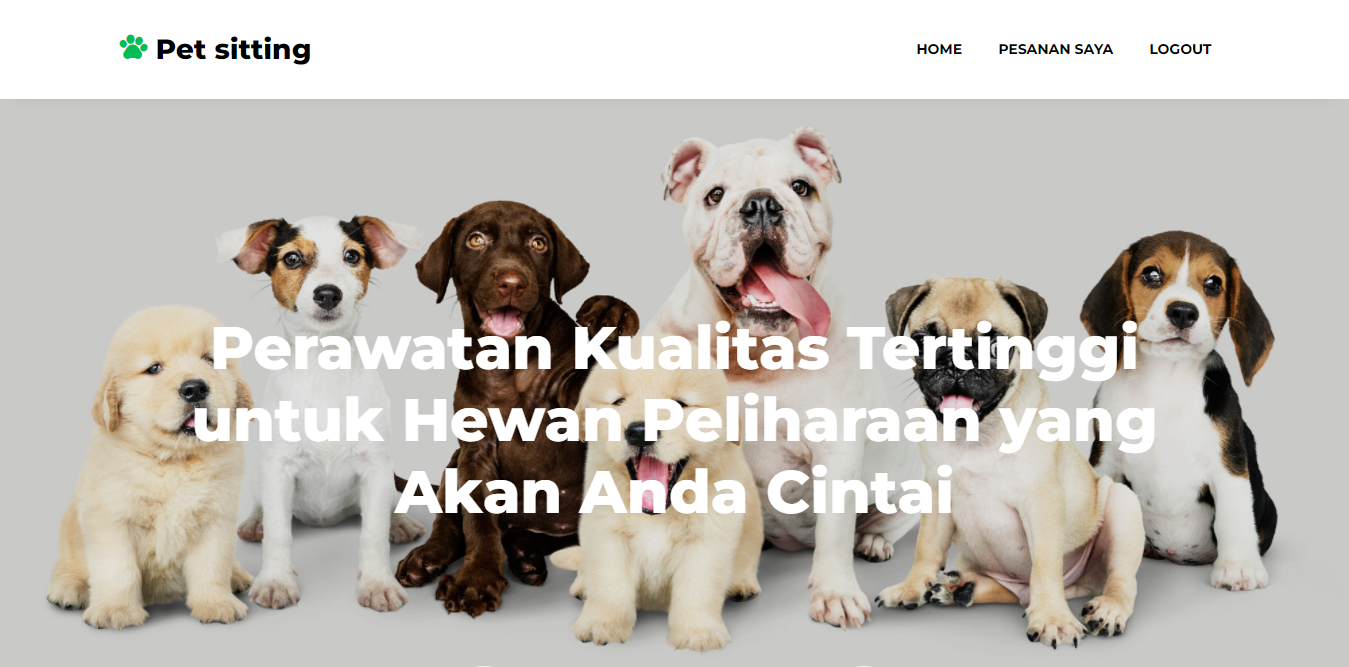 Pet sitting
HOME
PESANAN SAYA
LOGOUT
Perawatan Kualitas Tertinggi
untuk Hewan Peliharaan yang
Akan Anda Cintai